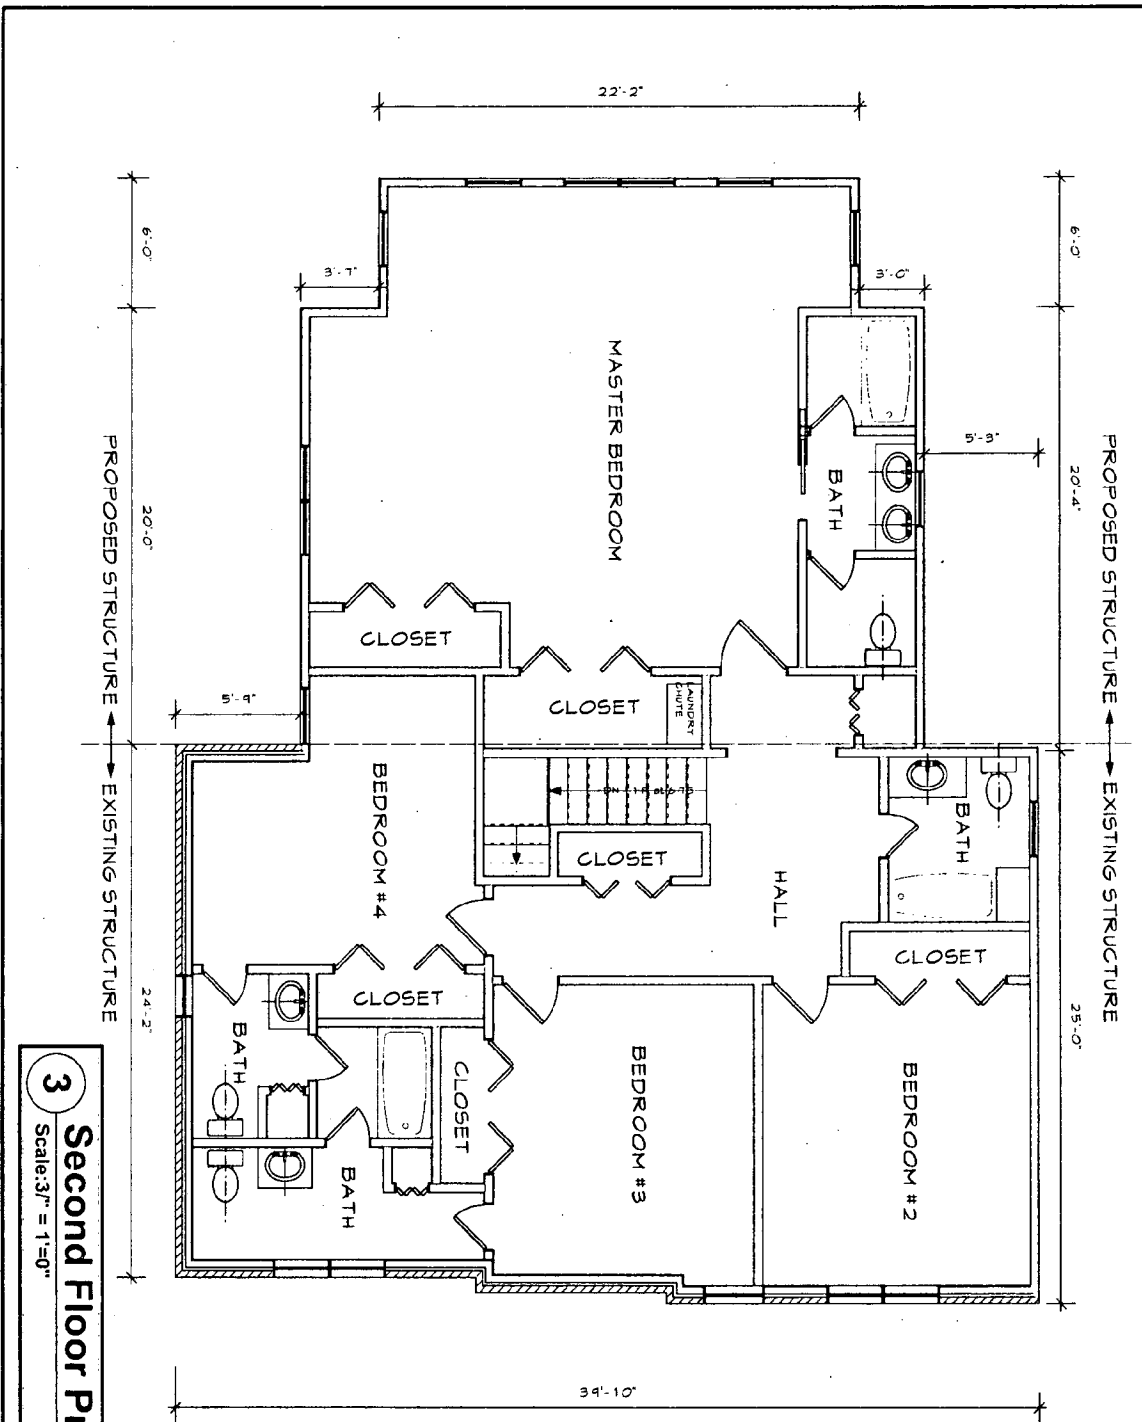 22'-2"
6'-0"
6'-0"
3'-7"
3'-0"
MASTER BEDROOM
5'-3"
20'-4"
PROPOSED STRUCTURE
EXISTING STRUCTURE
BATH
20'-0"
PROPOSED STRUCTURE
EXISTING STRUCTURE
CLOSET
5'-9"
CLOSET
LAUNDRY
CHUTE
BEDROOM #4
DN
BATH
CLOSET
HALL
CLOSET
24'-2"
CLOSET
25'-0"
BATH
CLOSET
BEDROOM #3
BEDROOM #2
BATH
3
Second Floor
Scale:3/" = 1'=0"
39'-10"